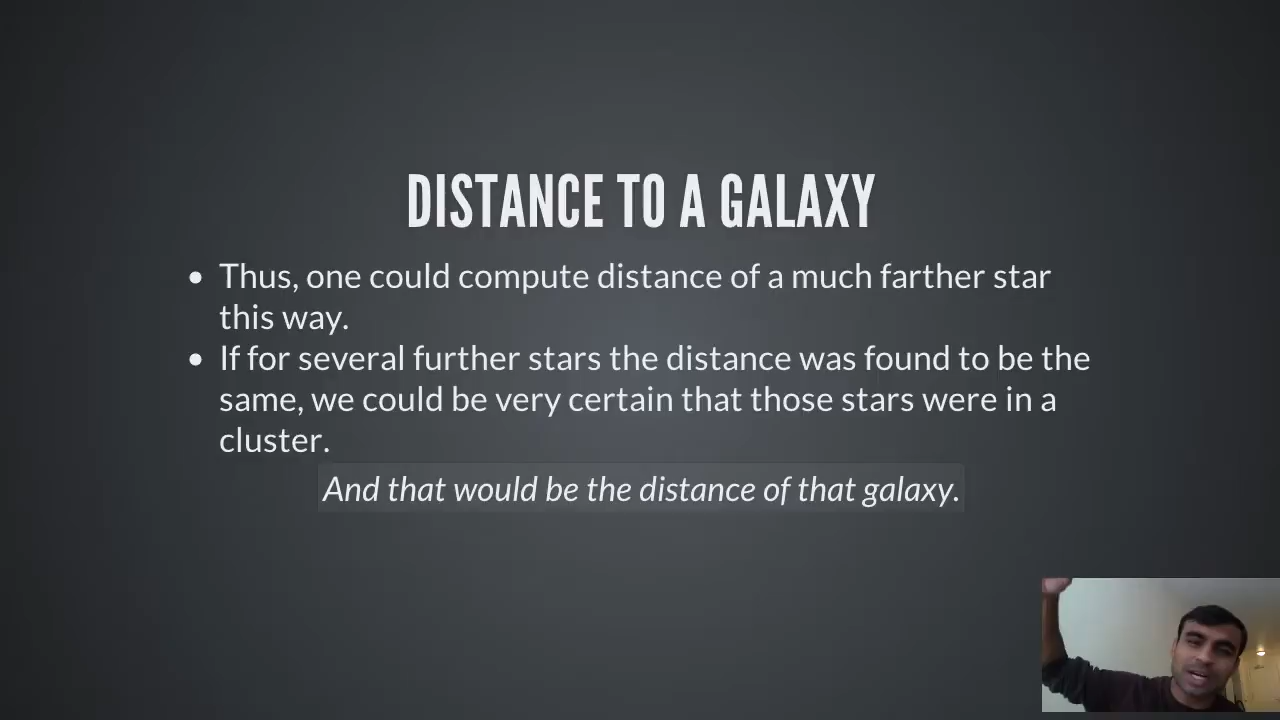 DISTANCE TO A GALAXY
• Thus, one could compute distance of a much farther star
this way.
• If for several further stars the distance was found to be the
same, we could be very certain that those stars were in a
cluster.
And that would be the distance of that galaxy.